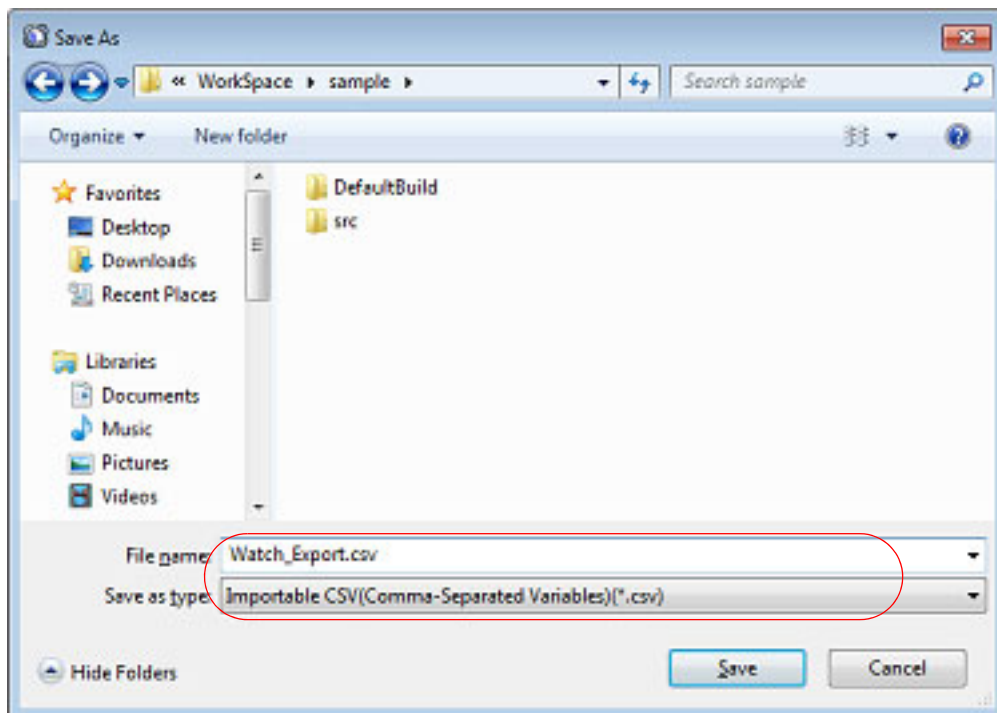 Save As
« WorkSpace ▸ sample ▸ Search sample
Organize New folder
Favorites
Desktop
Downloads
Recent Places
Libraries
Documents
Music
Pictures
Videos
DefaultBuild
src
File name: Watch_Export.csv
Save as type: Importable CSV(Comma-Separated Variables)(*.csv)
Hide Folders
Save
Cancel